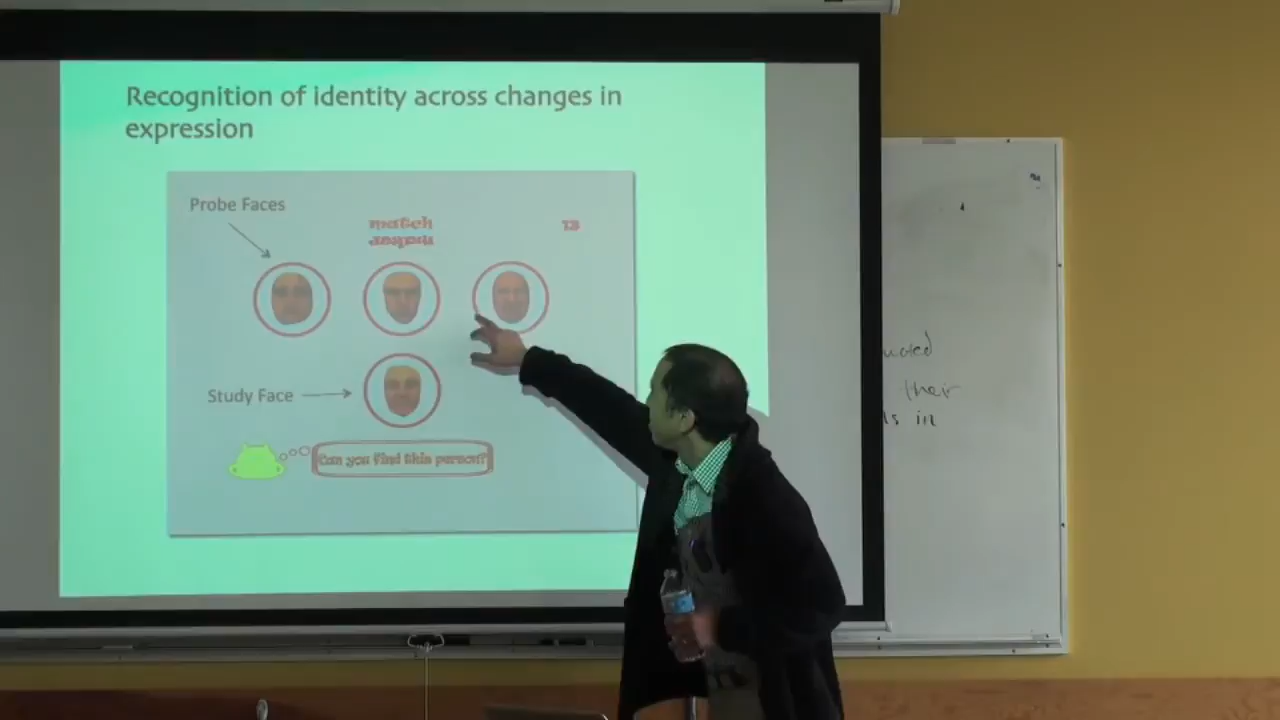 Recognition of identity across changes in
expression
Probe Faces
match
match
13
Study Face
Can you find this person?
their
in